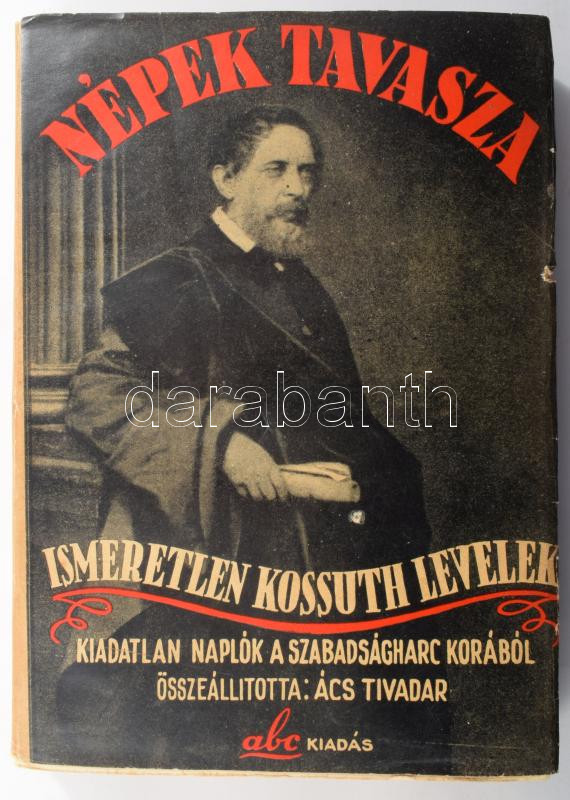 NÉPEK TAVASZA
darabanth
ISMERETLEN KOSSUTH LEVELEK
KIADATLAN NAPLÓK A SZABADSÁGHARC KORÁBÓL
ÖSSZEÁLLITOTTA: ÁCS TIVADAR
abc KIADÁS